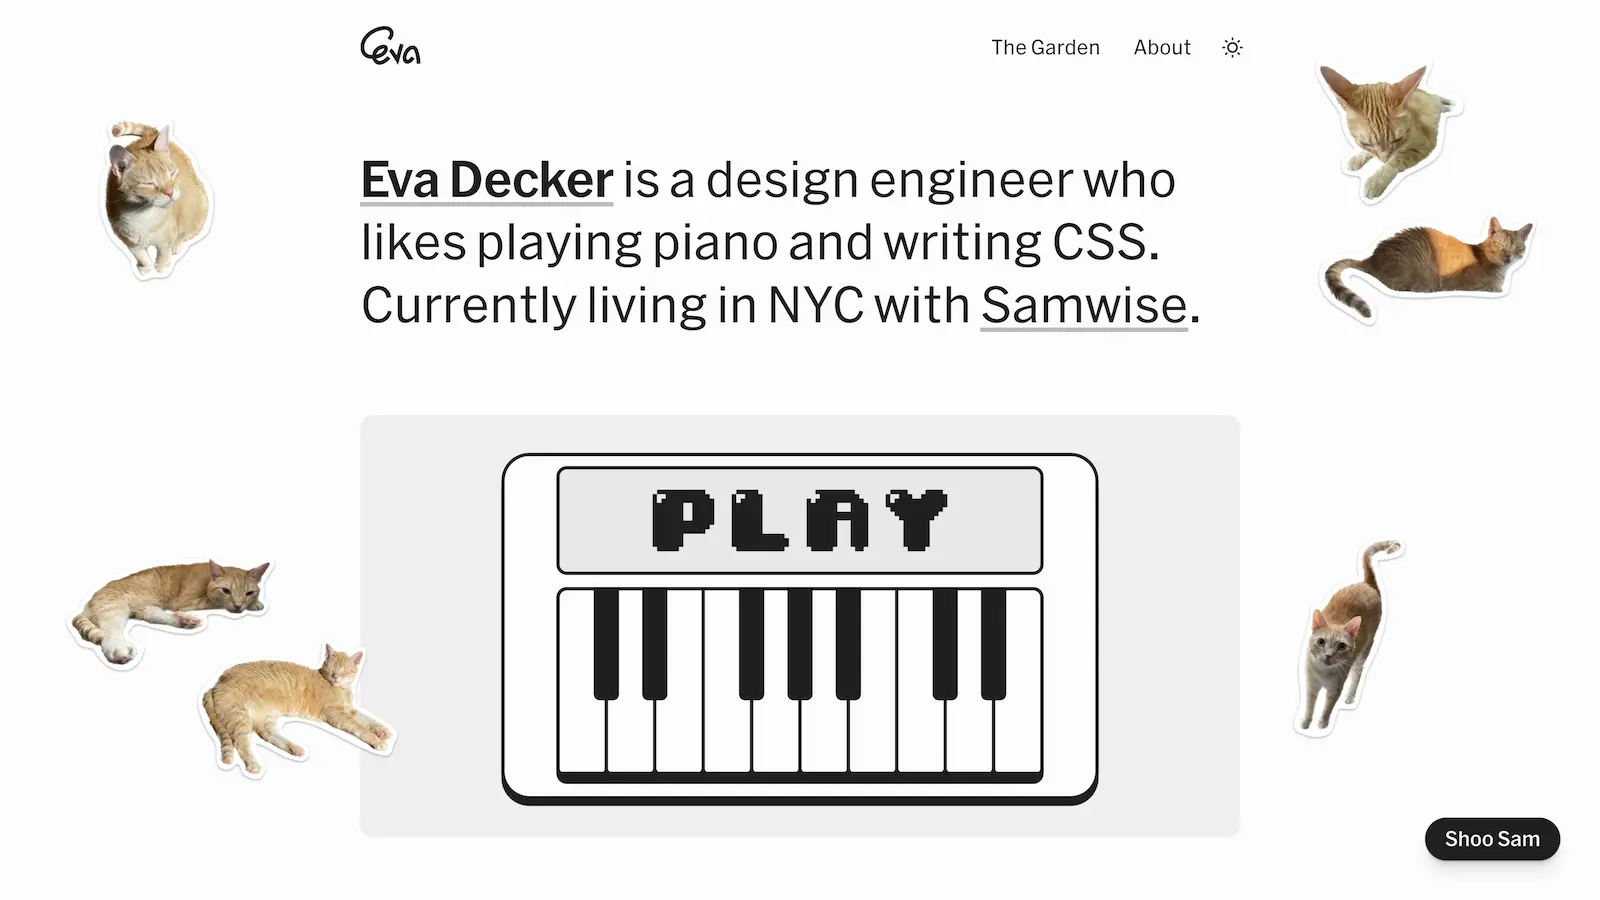 eva
The Garden
About
Eva Decker is a design engineer who
likes playing piano and writing CSS.
Currently living in NYC with Samwise.
PLAY
Shoo Sam